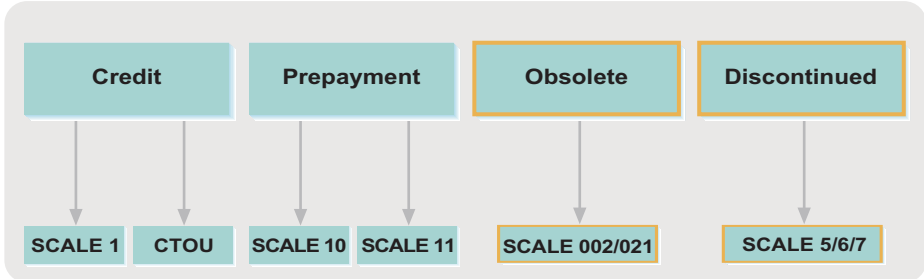 Credit
Prepayment
Obsolete
Discontinued
SCALE 1
CTOU
SCALE 10
SCALE 11
SCALE 002/021
SCALE 5/6/7